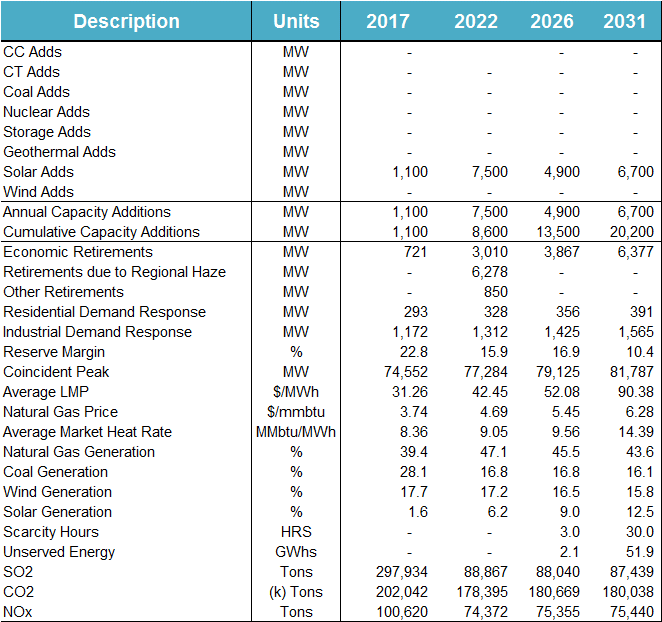 Description Units 2017 2022 2026 2031
CC Adds MW - - - -
CT Adds MW - - - -
Coal Adds MW - - - -
Nuclear Adds MW - - - -
Storage Adds MW - - - -
Geothermal Adds MW - - - -
Solar Adds MW 1,100 7,500 4,900 6,700
Wind Adds MW - - - -
Annual Capacity Additions MW 1,100 7,500 4,900 6,700
Cumulative Capacity Additions MW 1,100 8,600 13,500 20,200
Economic Retirements MW 721 3,010 3,867 6,377
Retirements due to Regional Haze MW - 6,278 - -
Other Retirements MW 850 - -
Residential Demand Response MW 293 328 356 391
Industrial Demand Response MW 1,172 1,312 1,425 1,565
Reserve Margin % 22.8 15.9 16.9 10.4
Coincident Peak MW 74,552 77,284 79,125 81,787
Average LMP $/MWh 31.26 42.45 52.08 90.38
Natural Gas Price $/mmbtu 3.74 4.69 5.45 6.28
Average Market Heat Rate MMbtu/MWh 8.36 9.05 9.56 14.39
Natural Gas Generation % 39.4 47.1 45.5 43.6
Coal Generation % 28.1 16.8 16.8 16.1
Wind Generation % 17.7 17.2 16.5 15.8
Solar Generation % 1.6 6.2 9.0 12.5
Scarcity Hours HRS - - 3.0 30.0
Unserved Energy GWhs - - 2.1 51.9
SO2 Tons 297,934 88,867 88,040 87,439
CO2 (k) Tons 202,042 178,395 180,669 180,038
NOx Tons 100,620 74,372 75,355 75,440